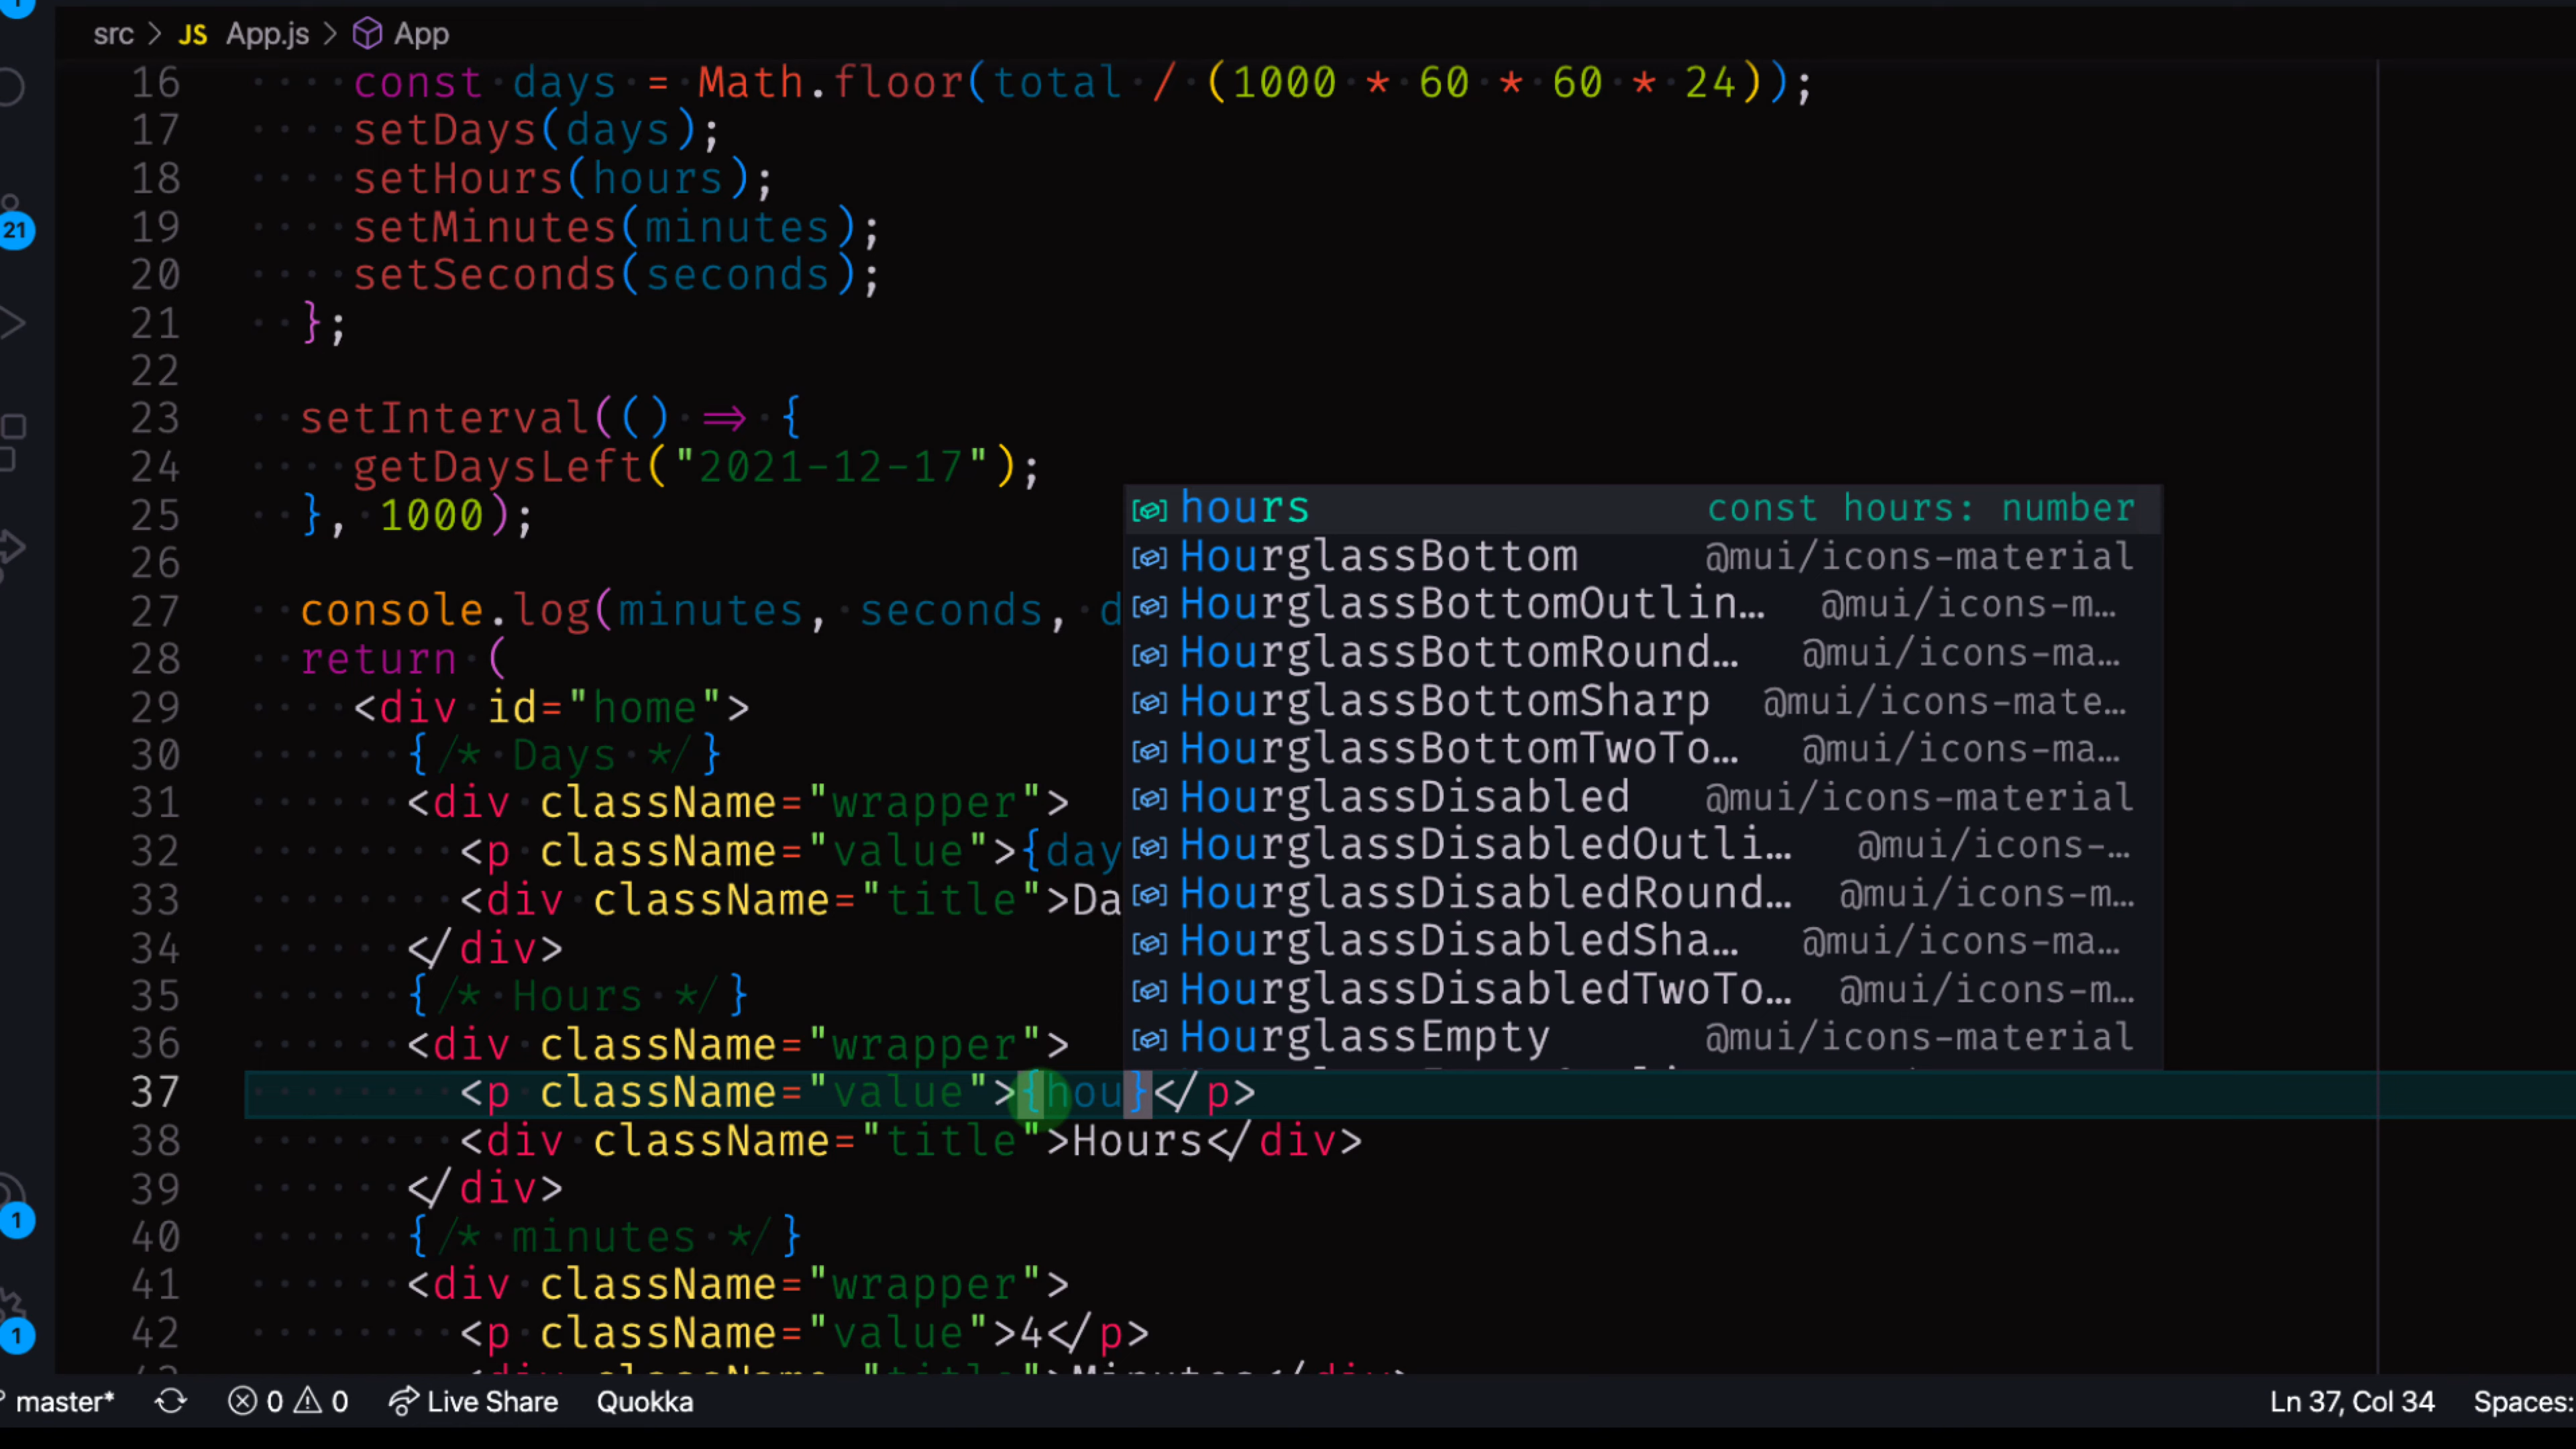 src > JS App.js > App
16 const days = Math.floor(total / (1000 * 60 * 60 * 24));
17 setDays(days);
18 setHours(hours);
19 setMinutes(minutes);
20 setSeconds(seconds);
21 };
22
23 setInterval(() => {
24 getDaysLeft("2021-12-17");
25 }, 1000);
26
27 console.log(minutes, seconds, d
28 return (
29 <div id="home">
30 {/* Days */}
31 <div className="wrapper">
32 <p className="value">{day
33 <div className="title">Da
34 </div>
35 {/* Hours */}
36 <div className="wrapper">
37 <p className="value">{hou}</p>
38 <div className="title">Hours</div>
39 </div>
40 {/* minutes */}
41 <div className="wrapper">
42 <p className="value">4</p>
hours const hours: number
HourglassBottom @mui/icons-material
HourglassBottomOutlin… @mui/icons-m…
HourglassBottomRound… @mui/icons-ma…
HourglassBottomSharp @mui/icons-mate…
HourglassBottomTwoTo… @mui/icons-ma…
HourglassDisabled @mui/icons-material
HourglassDisabledOutli… @mui/icons-…
HourglassDisabledRound… @mui/icons-m…
HourglassDisabledSha… @mui/icons-ma…
HourglassDisabledTwoTo… @mui/icons-m…
HourglassEmpty @mui/icons-material
21
1
1
master* 0 0 Live Share Quokka Ln 37, Col 34 Spaces: